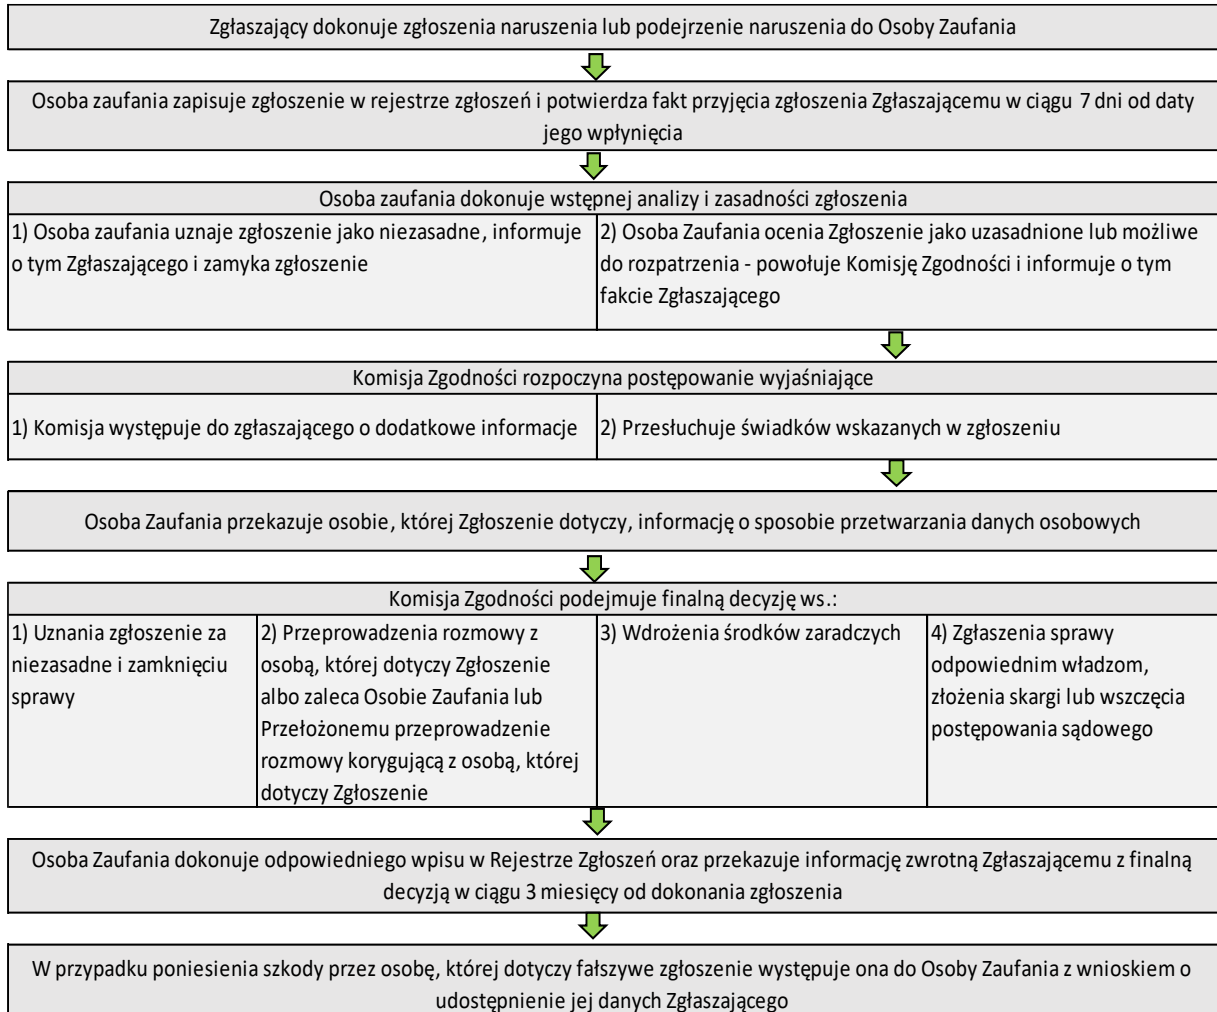 Zgłaszający dokonuje zgłoszenia naruszenia lub podejrzenie naruszenia do Osoby Zaufania
Osoba zaufania zapisuje zgłoszenie w rejestrze zgłoszeń i potwierdza fakt przyjęcia zgłoszenia Zgłaszającemu w ciągu 7 dni od daty
jego wpłynięcia
Osoba zaufania dokonuje wstępnej analizy i zasadności zgłoszenia
1) Osoba zaufania uznaje zgłoszenie jako niezasadne, informuje
o tym Zgłaszającego i zamyka zgłoszenie
2) Osoba Zaufania ocenia Zgłoszenie jako uzasadnione lub możliwe
do rozpatrzenia - powołuje Komisję Zgodności i informuje o tym
fakcie Zgłaszającego
Komisja Zgodności rozpoczyna postępowanie wyjaśniające
1) Komisja występuje do zgłaszającego o dodatkowe informacje
2) Przesłuchuje świadków wskazanych w zgłoszeniu
Osoba Zaufania przekazuje osobie, której Zgłoszenie dotyczy, informację o sposobie przetwarzania danych osobowych
Komisja Zgodności podejmuje finalną decyzję ws.:
1) Uznania zgłoszenie za
niezasadne i zamknięciu
sprawy
2) Przeprowadzenia rozmowy z
osobą, której dotyczy Zgłoszenie
albo zaleca Osobie Zaufania lub
Przełożonemu przeprowadzenie
rozmowy korygującą z osobą, której
dotyczy Zgłoszenie
3) Wdrożenia środków zaradczych
4) Zgłaszenia sprawy
odpowiednim władzom,
złożenia skargi lub wszczęcia
postępowania sądowego
Osoba Zaufania dokonuje odpowiedniego wpisu w Rejestrze Zgłoszeń oraz przekazuje informację zwrotną Zgłaszającemu z finalną
decyzją w ciągu 3 miesięcy od dokonania zgłoszenia
W przypadku poniesienia szkody przez osobę, której dotyczy fałszywe zgłoszenie występuje ona do Osoby Zaufania z wnioskiem o
udostępnienie jej danych Zgłaszającego